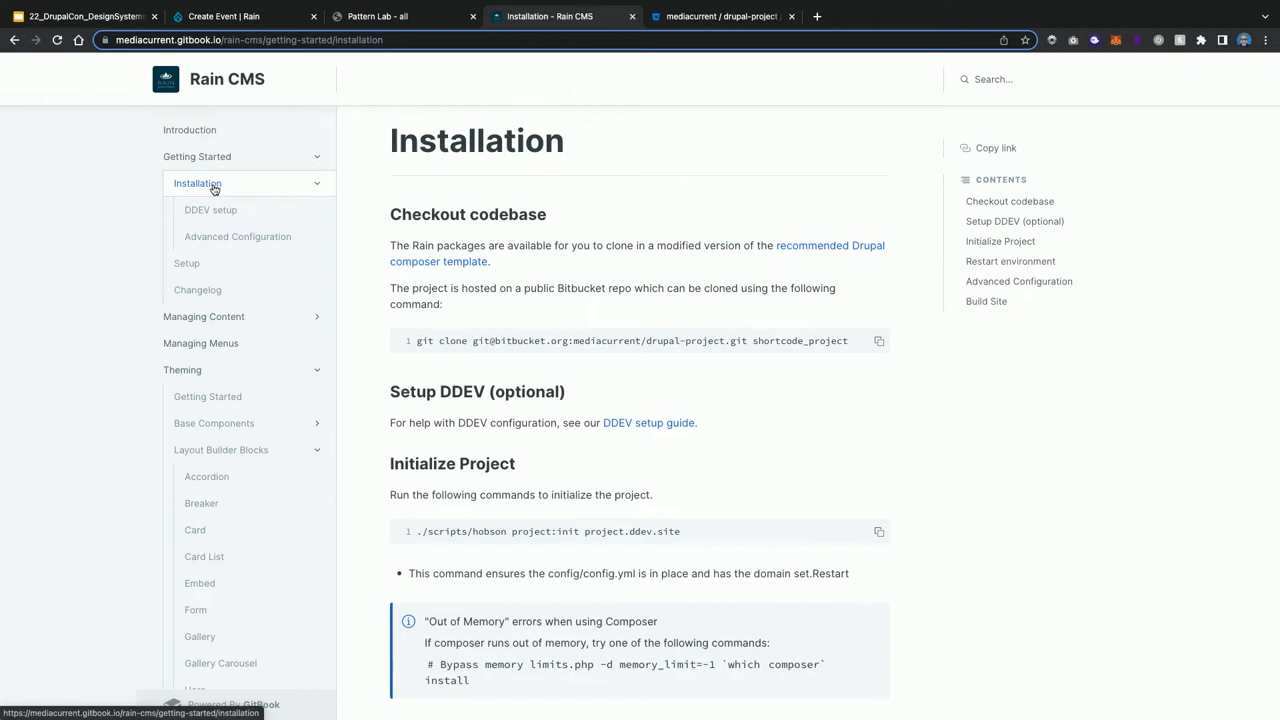 22_DrupalCon_DesignSystems
Create Event | Rain
Pattern Lab - all
Installation - Rain CMS
mediacurrent / drupal-project
mediacurrent.gitbook.io/rain-cms/getting-started/installation
Rain CMS
Search...
Introduction
Getting Started
Installation
DDEV setup
Advanced Configuration
Setup
Changelog
Managing Content
Managing Menus
Theming
Getting Started
Base Components
Layout Builder Blocks
Accordion
Breaker
Card
Card List
Embed
Form
Gallery
Gallery Carousel
Powered By GitBook
https://mediacurrent.gitbook.io/rain-cms/getting-started/installation
Installation
Checkout codebase
The Rain packages are available for you to clone in a modified version of the recommended Drupal
composer template.
The project is hosted on a public Bitbucket repo which can be cloned using the following
command:
1 git clone git@bitbucket.org:mediacurrent/drupal-project.git shortcode_project
Setup DDEV (optional)
For help with DDEV configuration, see our DDEV setup guide.
Initialize Project
Run the following commands to initialize the project.
1 ./scripts/hobson project:init project.ddev.site
• This command ensures the config/config.yml is in place and has the domain set.Restart
"Out of Memory" errors when using Composer
If composer runs out of memory, try one of the following commands:
# Bypass memory limits.php -d memory_limit=-1 `which composer`
install
Copy link
CONTENTS
Checkout codebase
Setup DDEV (optional)
Initialize Project
Restart environment
Advanced Configuration
Build Site